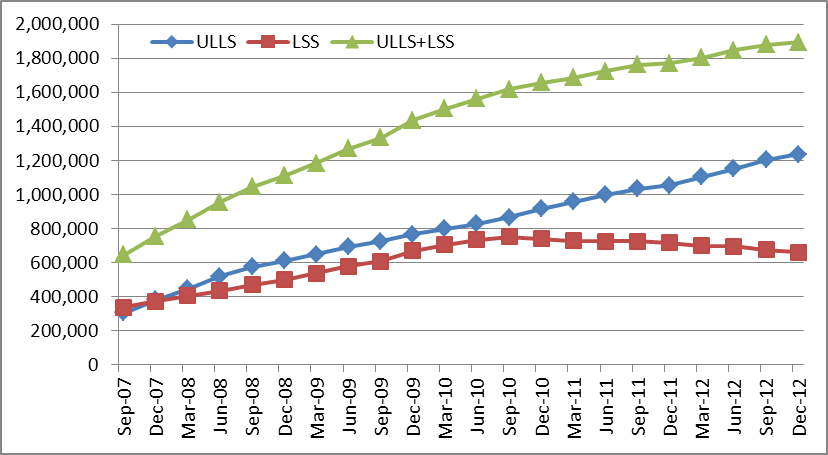 2,000,000
1,800,000
1,600,000
1,400,000
1,200,000
1,000,000
800,000
600,000
400,000
200,000
0
ULLS LSS ULLS+LSS
Sep-07
Dec-07
Mar-08
Jun-08
Sep-08
Dec-08
Mar-09
Jun-09
Sep-09
Dec-09
Mar-10
Jun-10
Sep-10
Dec-10
Mar-11
Jun-11
Sep-11
Dec-11
Mar-12
Jun-12
Sep-12
Dec-12